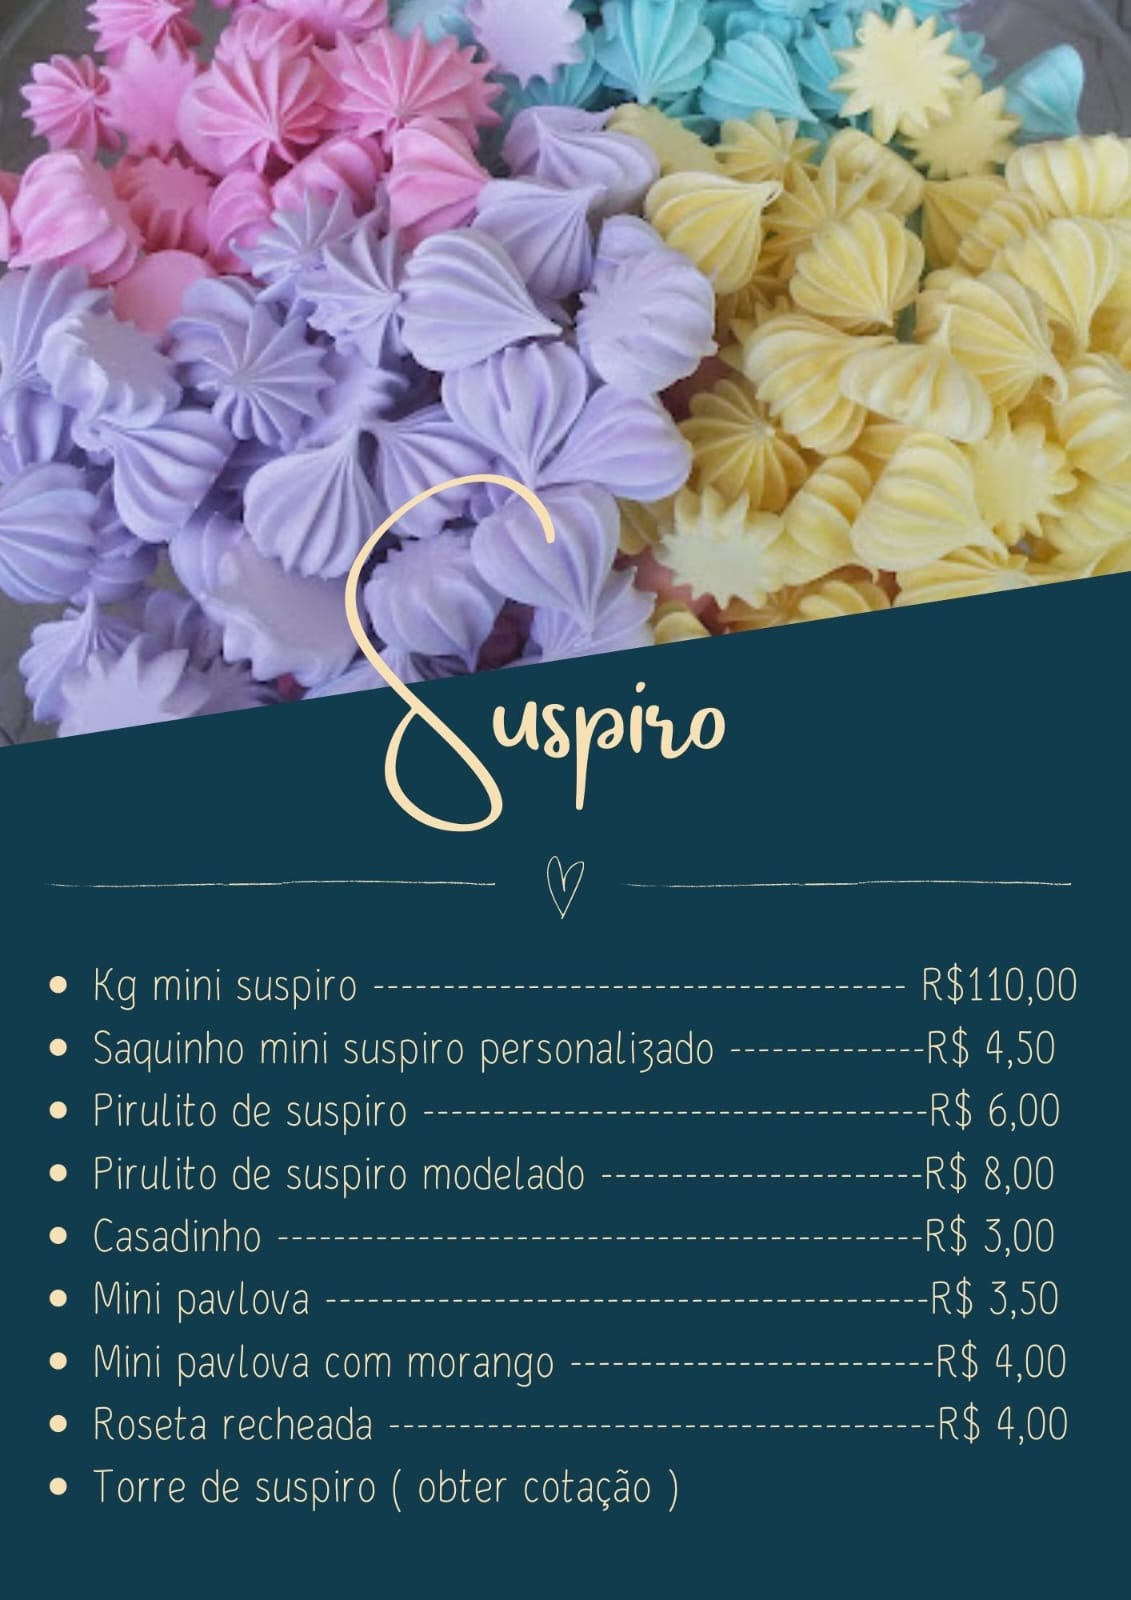 Suspiro
• Kg mini suspiro -------------------------------------- R$110,00
• Saquinho mini suspiro personalizado --------------R$ 4,50
• Pirulito de suspiro ------------------------------------R$ 6,00
• Pirulito de suspiro modelado -----------------------R$ 8,00
• Casadinho ----------------------------------------------R$ 3,00
• Mini pavlova -------------------------------------------R$ 3,50
• Mini pavlova com morango --------------------------R$ 4,00
• Roseta recheada ---------------------------------------R$ 4,00
• Torre de suspiro ( obter cotação )